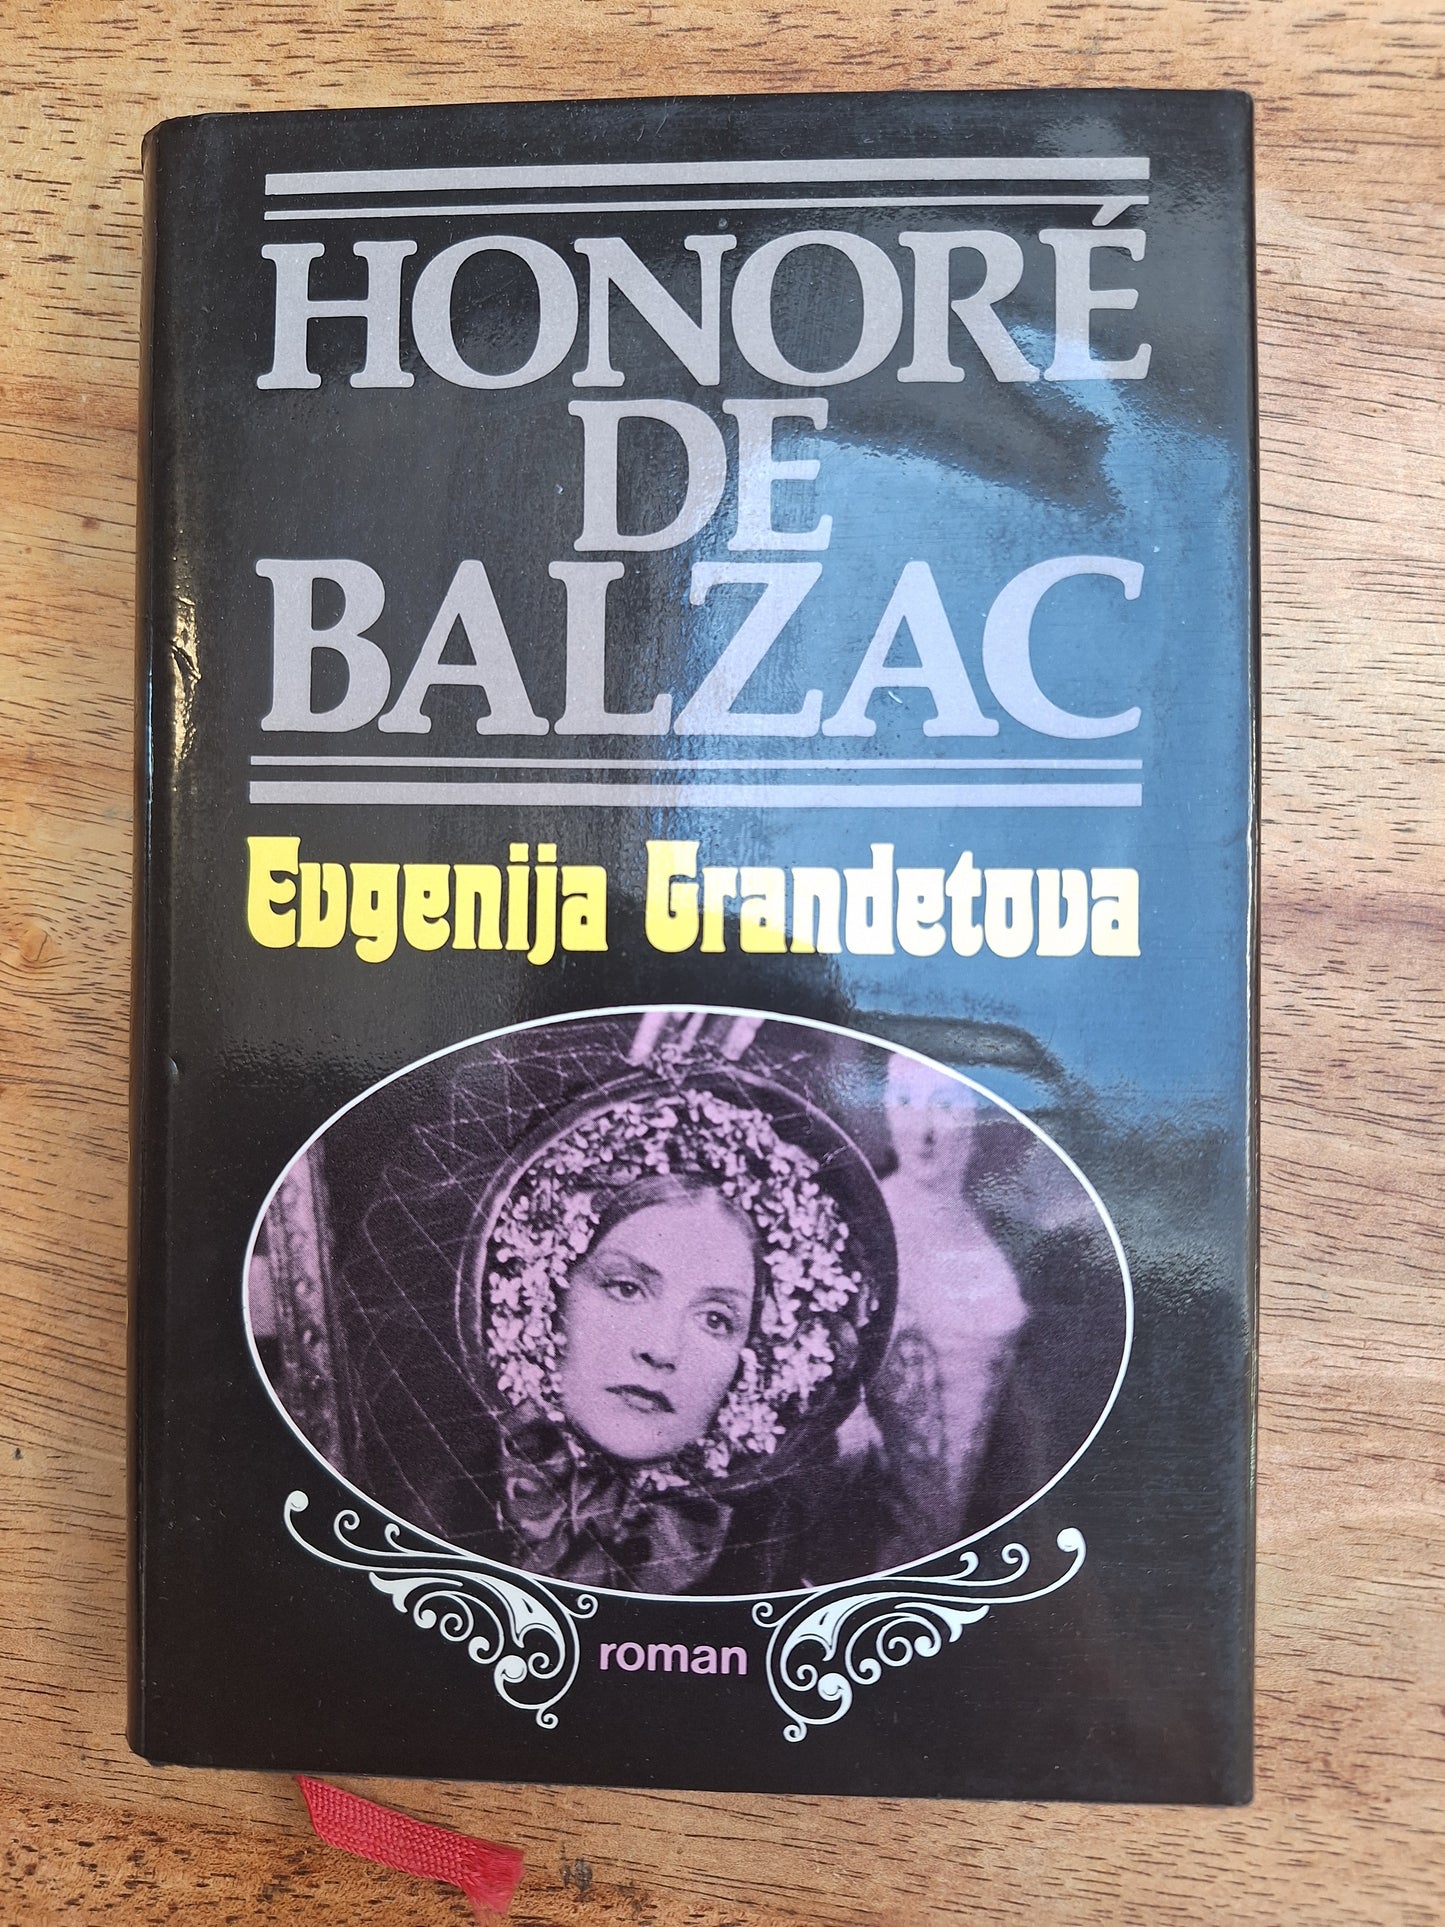 HONORÉ
DE
BALZAC
Evgenija Grandetova
roman